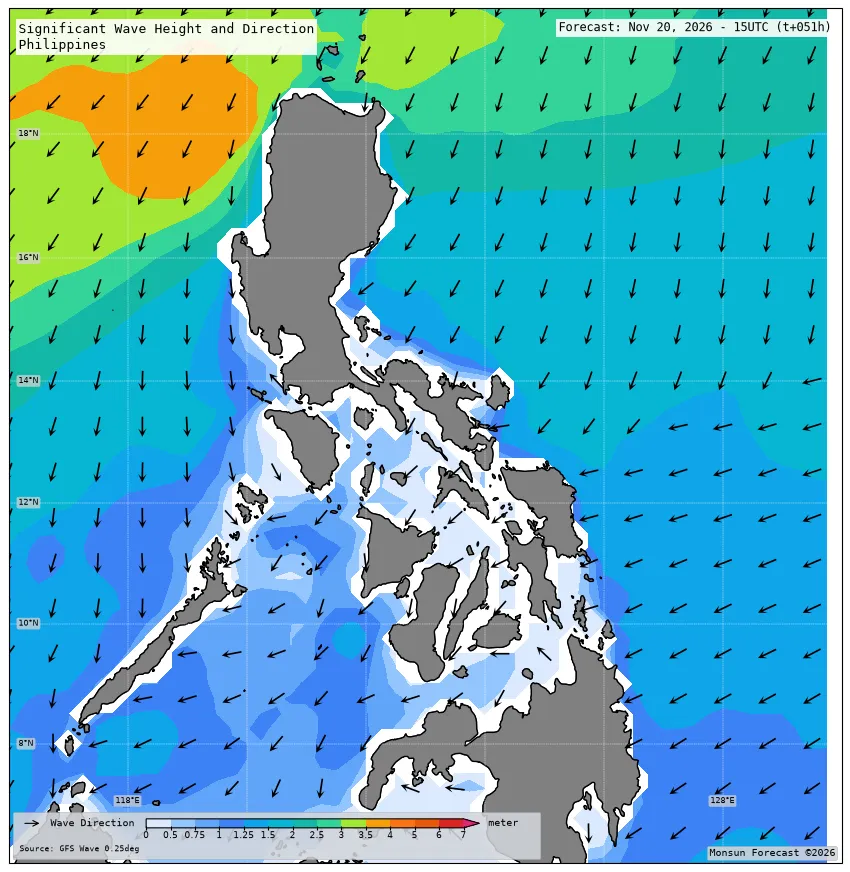 Significant Wave Height and Direction
Philippines
Forecast: Nov 20, 2026 - 15UTC (t+051h)
18°N
16°N
14°N
12°N
10°N
8°N
118°E
128°E
Wave Direction
0 0.5 0.75 1 1.25 1.5 2 2.5 3 3.5 4 5 6 7
meter
Source: GFS Wave 0.25deg
Monsun Forecast ©2026